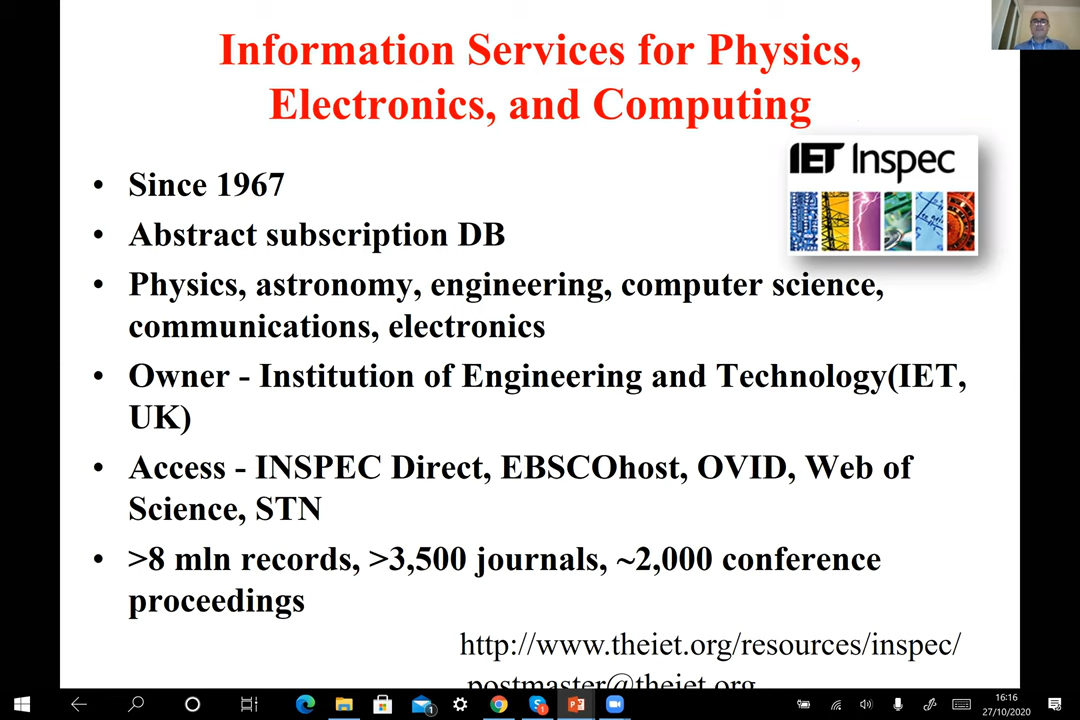 Information Services for Physics,
Electronics, and Computing
IET Inspec
• Since 1967
• Abstract subscription DB
• Physics, astronomy, engineering, computer science,
communications, electronics
• Owner - Institution of Engineering and Technology(IET,
UK)
• Access - INSPEC Direct, EBSCOhost, OVID, Web of
Science, STN
• >8 mln records, >3,500 journals, ~2,000 conference
proceedings
http://www.theiet.org/resources/inspec/
postmaster@theiet.org
16:16
27/10/2020